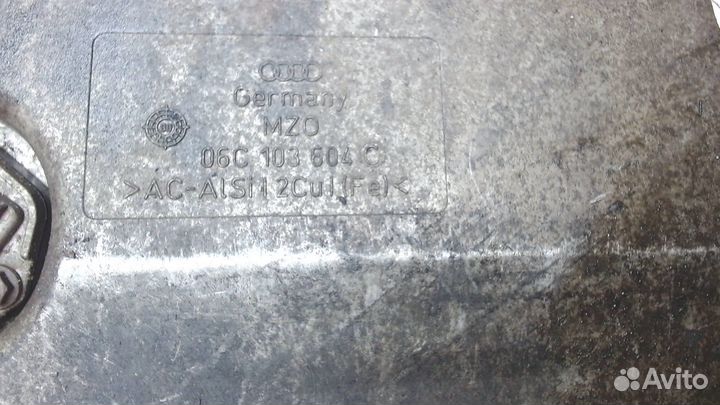 Germany
MZO
06C 103 604 C
>AC-AlSi12Cu1(Fe)<
Avito